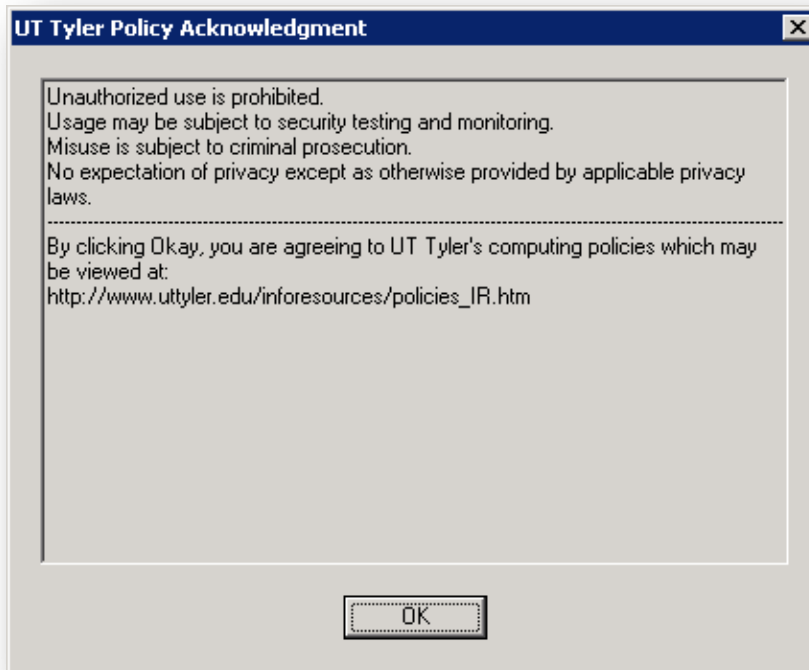 UT Tyler Policy Acknowledgment
Unauthorized use is prohibited.
Usage may be subject to security testing and monitoring.
Misuse is subject to criminal prosecution.
No expectation of privacy except as otherwise provided by applicable privacy
laws.
By clicking Okay, you are agreeing to UT Tyler's computing policies which may
be viewed at:
http://www.uttyler.edu/inforesources/policies_IR.htm
OK